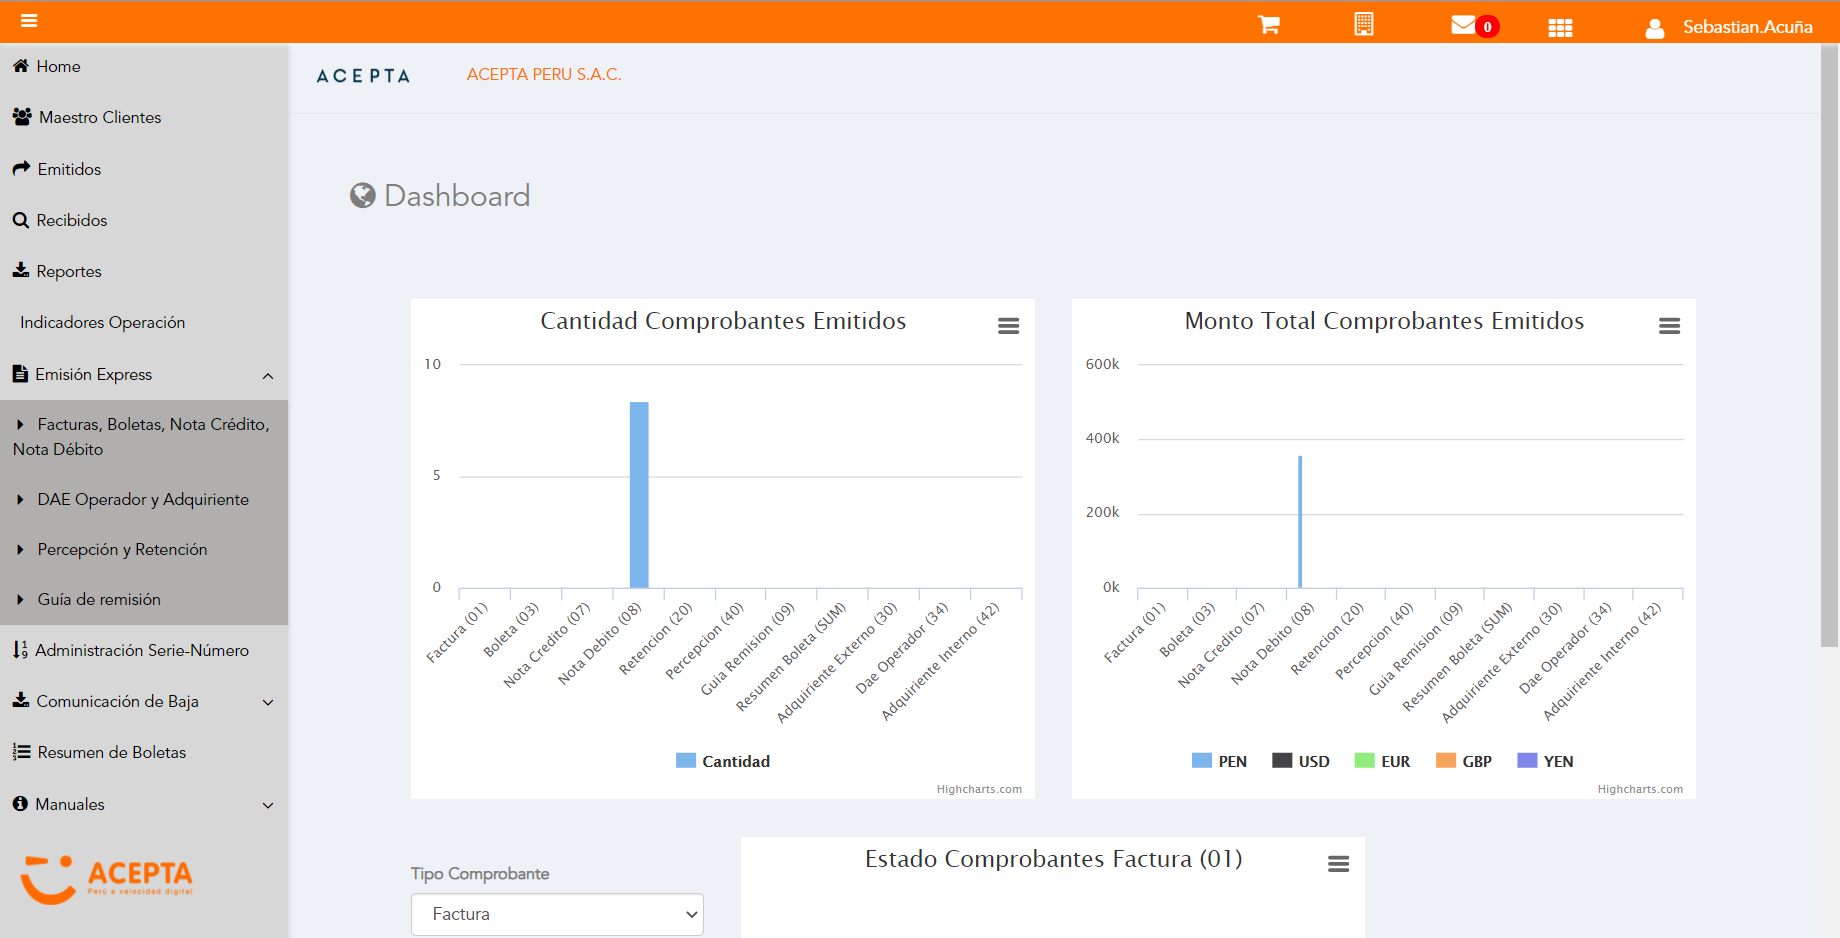 0
Sebastian.Acuña
Home
Maestro Clientes
Emitidos
Recibidos
Reportes
Indicadores Operación
Emisión Express
Facturas, Boletas, Nota Crédito,
Nota Débito
DAE Operador y Adquiriente
Percepción y Retención
Guía de remisión
Administración Serie-Número
Comunicación de Baja
Resumen de Boletas
Manuales
ACEPTA
Perú a velocidad digital
ACEPTA
ACEPTA PERU S.A.C.
Dashboard
Cantidad Comprobantes Emitidos
10
5
0
Factura (01)
Boleta (03)
Nota Credito (07)
Nota Debito (08)
Retencion (20)
Percepcion (40)
Guia Remision (09)
Resumen Boleta (SUM)
Adquiriente Externo (30)
Dae Operador (34)
Adquiriente Interno (42)
Cantidad
Highcharts.com
Monto Total Comprobantes Emitidos
600k
400k
200k
0k
Factura (01)
Boleta (03)
Nota Credito (07)
Nota Debito (08)
Retencion (20)
Percepcion (40)
Guia Remision (09)
Resumen Boleta (SUM)
Adquiriente Externo (30)
Dae Operador (34)
Adquiriente Interno (42)
PEN USD EUR GBP YEN
Highcharts.com
Tipo Comprobante
Factura
Estado Comprobantes Factura (01)